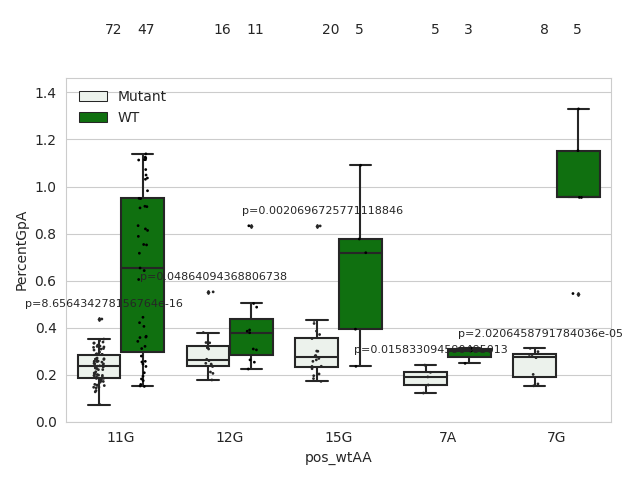 72 47 16 11 20 5 5 3 8 5
1.4
Mutant
WT
1.2
1.0
p=0.0020696725771118846
0.8
PercentGpA
p=0.04864094368806738
0.6
p=8.656434278156764e-16
0.4
p=2.0206458791784036e-05
0.2
0.0
11G 12G 15G 7A 7G
pos_wtAA